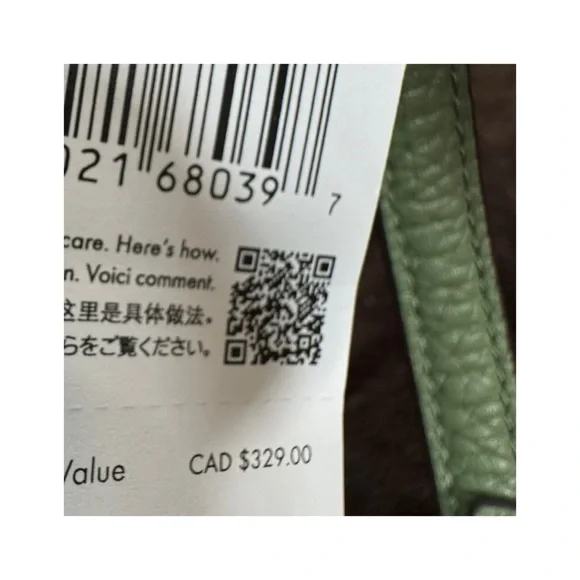 021 68039 7
care. Here's how.
n. Voici comment.
这里是具体做法。
らをご覧ください。
Value CAD $329.00